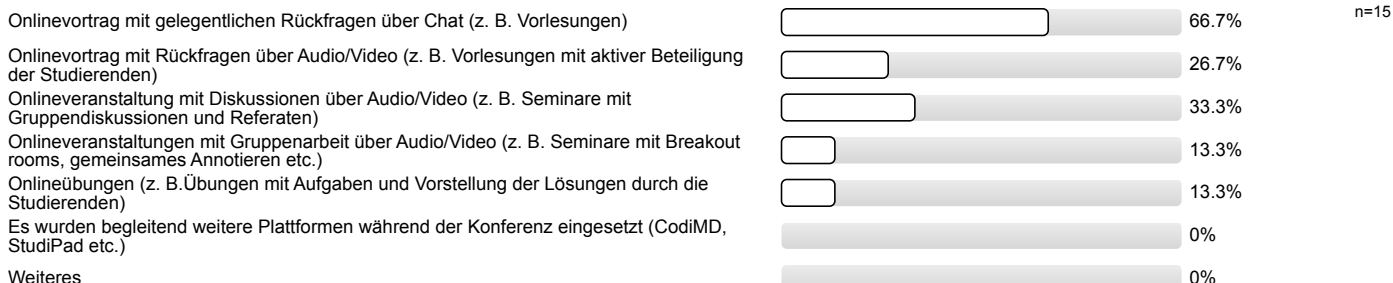 Onlinevortrag mit gelegentlichen Rückfragen über Chat (z. B. Vorlesungen) 66.7% n=15
Onlinevortrag mit Rückfragen über Audio/Video (z. B. Vorlesungen mit aktiver Beteiligung
der Studierenden) 26.7%
Onlineveranstaltung mit Diskussionen über Audio/Video (z. B. Seminare mit
Gruppendiskussionen und Referaten) 33.3%
Onlineveranstaltungen mit Gruppenarbeit über Audio/Video (z. B. Seminare mit Breakout
rooms, gemeinsames Annotieren etc.) 13.3%
Onlineübungen (z. B.Übungen mit Aufgaben und Vorstellung der Lösungen durch die
Studierenden) 13.3%
Es wurden begleitend weitere Plattformen während der Konferenz eingesetzt (CodiMD,
StudiPad etc.) 0%
Weiteres 0%